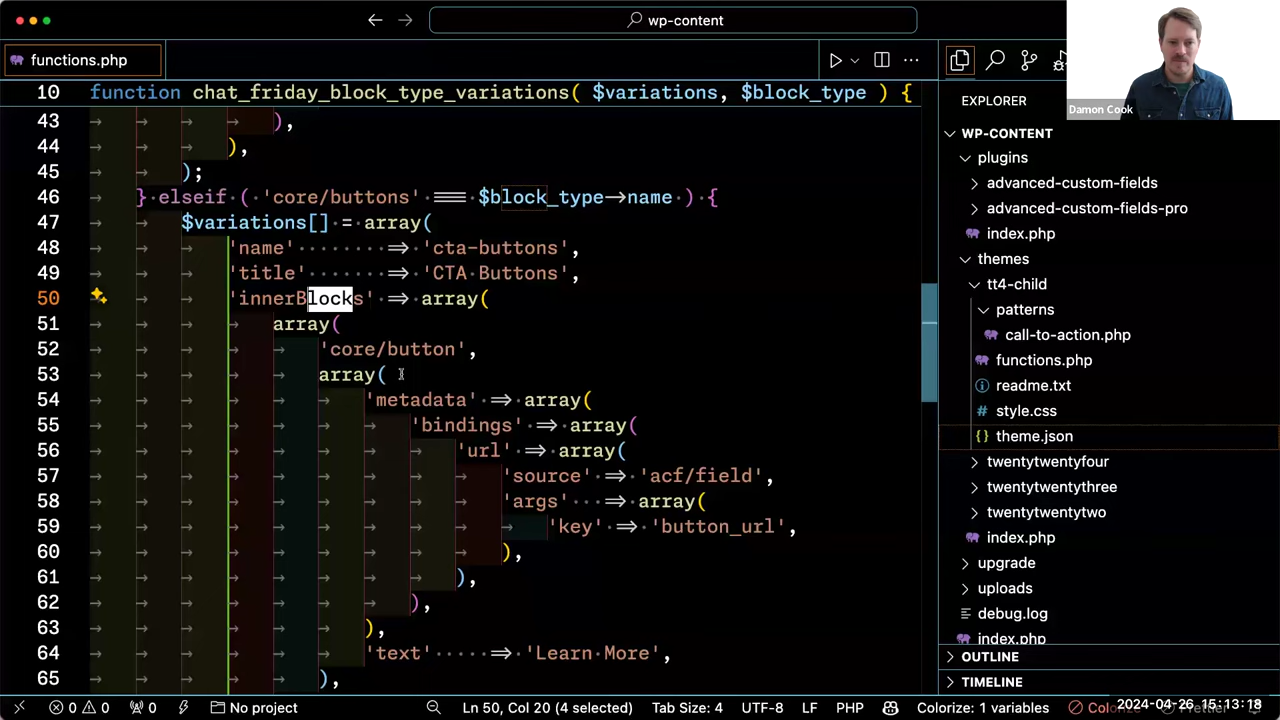 wp-content
functions.php
10 function chat_friday_block_type_variations( $variations, $block_type ) {
43 ),
44 ),
45 );
46 } elseif ( 'core/buttons' === $block_type->name ) {
47 $variations[] = array(
48 'name' => 'cta-buttons',
49 'title' => 'CTA Buttons',
50 'innerBlocks' => array(
51 array(
52 'core/button',
53 array(
54 'metadata' => array(
55 'bindings' => array(
56 'url' => array(
57 'source' => 'acf/field',
58 'args' => array(
59 'key' => 'button_url',
60 ),
61 ),
62 ),
63 ),
64 'text' => 'Learn More',
65 ),
Damon Cook
EXPLORER
WP-CONTENT
plugins
advanced-custom-fields
advanced-custom-fields-pro
index.php
themes
tt4-child
patterns
call-to-action.php
functions.php
readme.txt
style.css
{} theme.json
twentytwentyfour
twentytwentythree
twentytwentytwo
index.php
upgrade
uploads
debug.log
index.php
OUTLINE
TIMELINE
0 0 0 No project Ln 50, Col 20 (4 selected) Tab Size: 4 UTF-8 LF PHP Colorize: 1 variables
2024-04-26 15:13:18